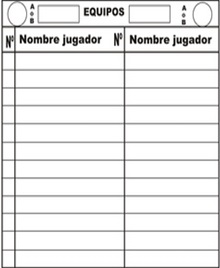 A ó B EQUIPOS A ó B
Nº Nombre jugador Nº Nombre jugador